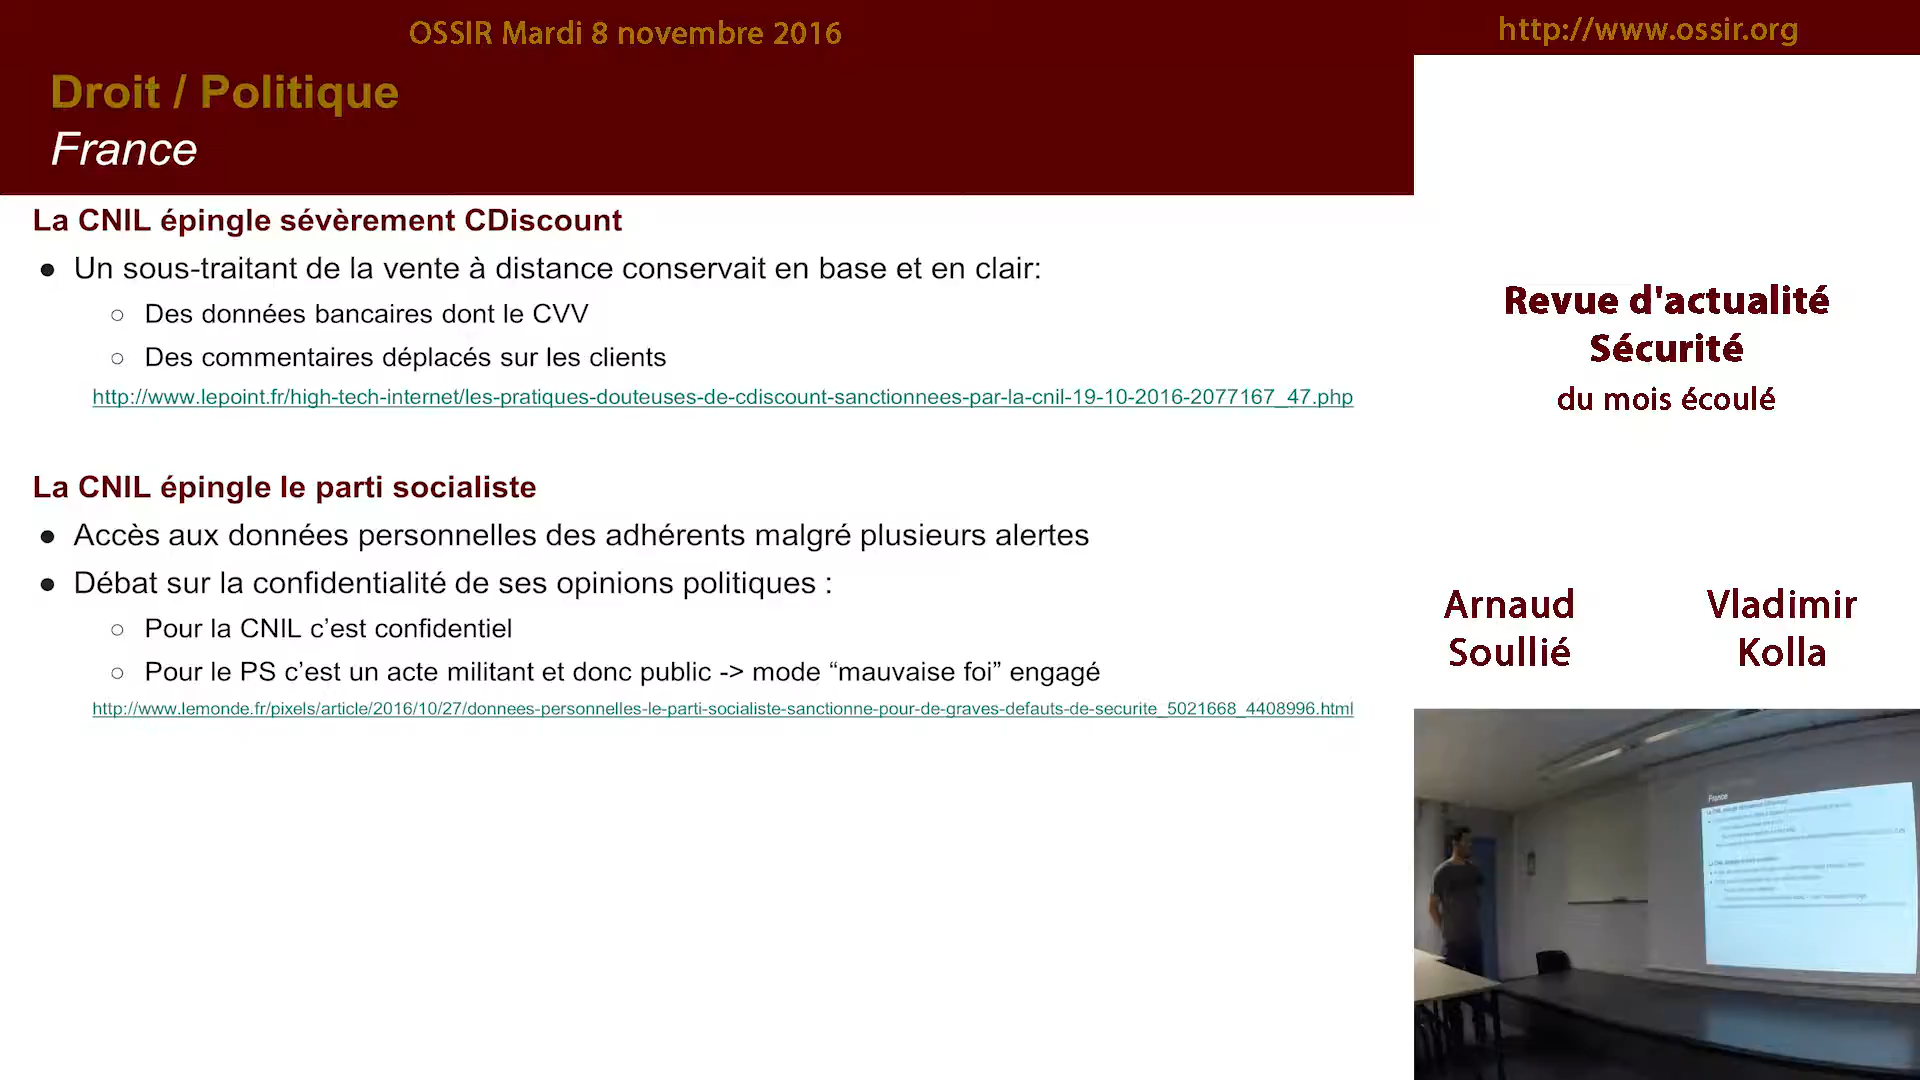 OSSIR Mardi 8 novembre 2016
http://www.ossir.org
Droit / Politique
France
La CNIL épingle sévèrement CDiscount
● Un sous-traitant de la vente à distance conservait en base et en clair:
○ Des données bancaires dont le CVV
○ Des commentaires déplacés sur les clients
http://www.lepoint.fr/high-tech-internet/les-pratiques-douteuses-de-cdiscount-sanctionnees-par-la-cnil-19-10-2016-2077167_47.php
La CNIL épingle le parti socialiste
● Accès aux données personnelles des adhérents malgré plusieurs alertes
● Débat sur la confidentialité de ses opinions politiques :
○ Pour la CNIL c’est confidentiel
○ Pour le PS c’est un acte militant et donc public -> mode “mauvaise foi” engagé
http://www.lemonde.fr/pixels/article/2016/10/27/donnees-personnelles-le-parti-socialiste-sanctionne-pour-de-graves-defauts-de-securite_5021668_4408996.html
Revue d'actualité
Sécurité
du mois écoulé
Arnaud
Soullié
Vladimir
Kolla
France